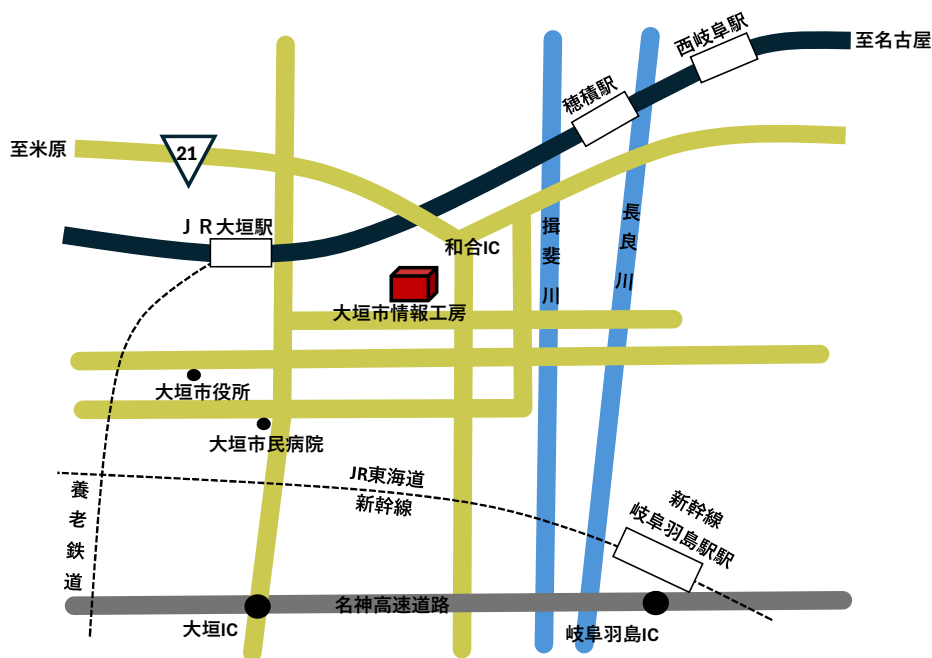 西岐阜駅
至名古屋
穂積駅
至米原
21
ＪＲ大垣駅
和合IC
揖斐川
長良川
大垣市情報工房
大垣市役所
大垣市民病院
JR東海道
新幹線
養老鉄道
新幹線
岐阜羽島駅駅
名神高速道路
大垣IC
岐阜羽島IC